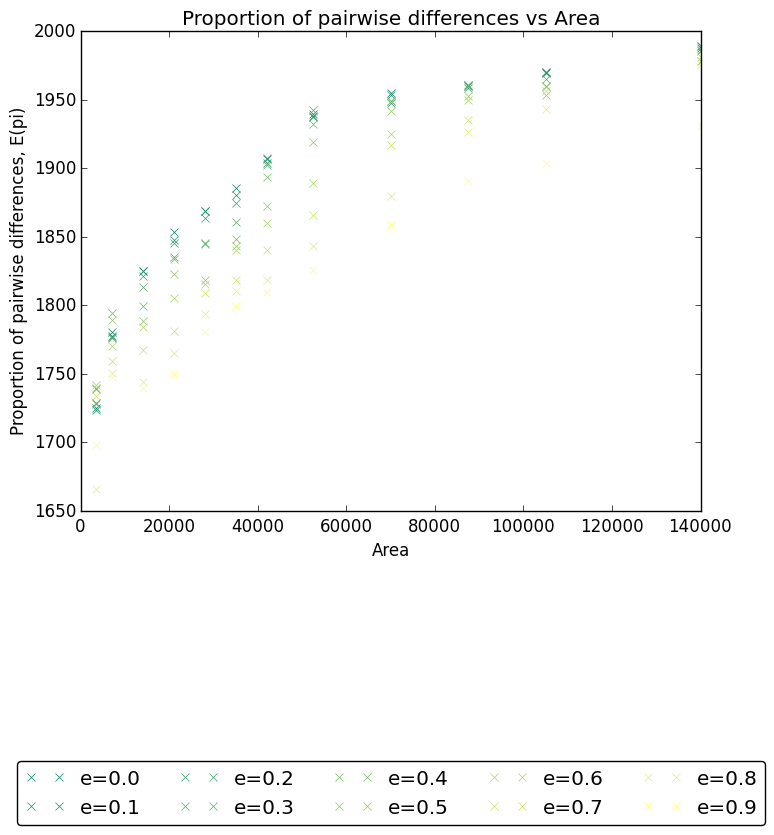 Proportion of pairwise differences vs Area
Proportion of pairwise differences, E(pi)
2000
1950
1900
1850
1800
1750
1700
1650
0 20000 40000 60000 80000 100000 120000 140000
Area
e=0.0 e=0.2 e=0.4 e=0.6 e=0.8
e=0.1 e=0.3 e=0.5 e=0.7 e=0.9